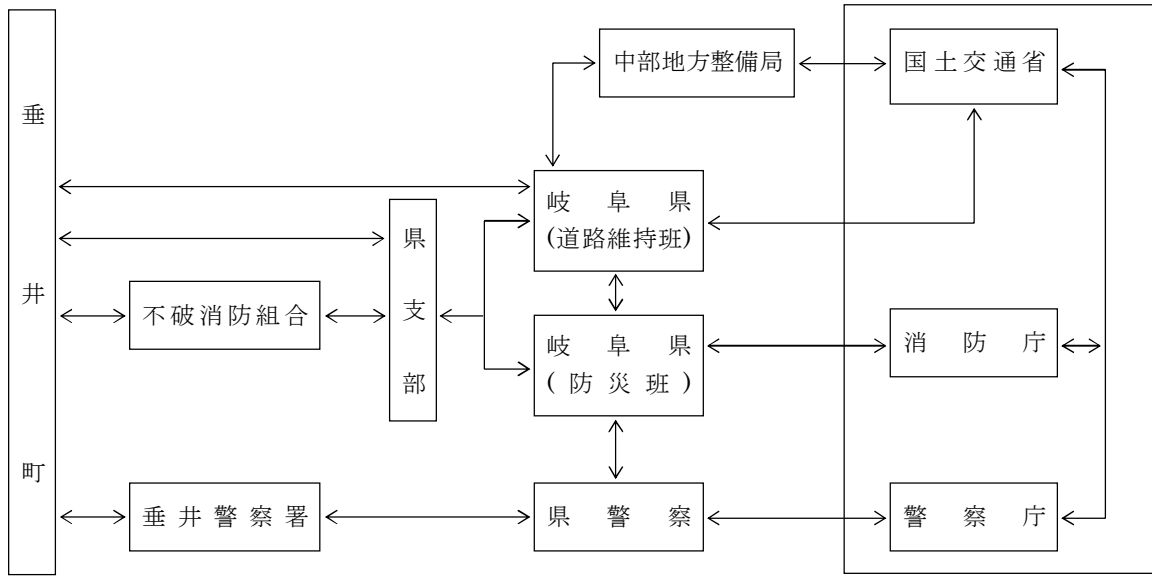 垂井町
中部地方整備局
国土交通省
岐阜県
(道路維持班)
県支部
不破消防組合
岐阜県
(防災班)
消防庁
垂井警察署
県警察
警察庁